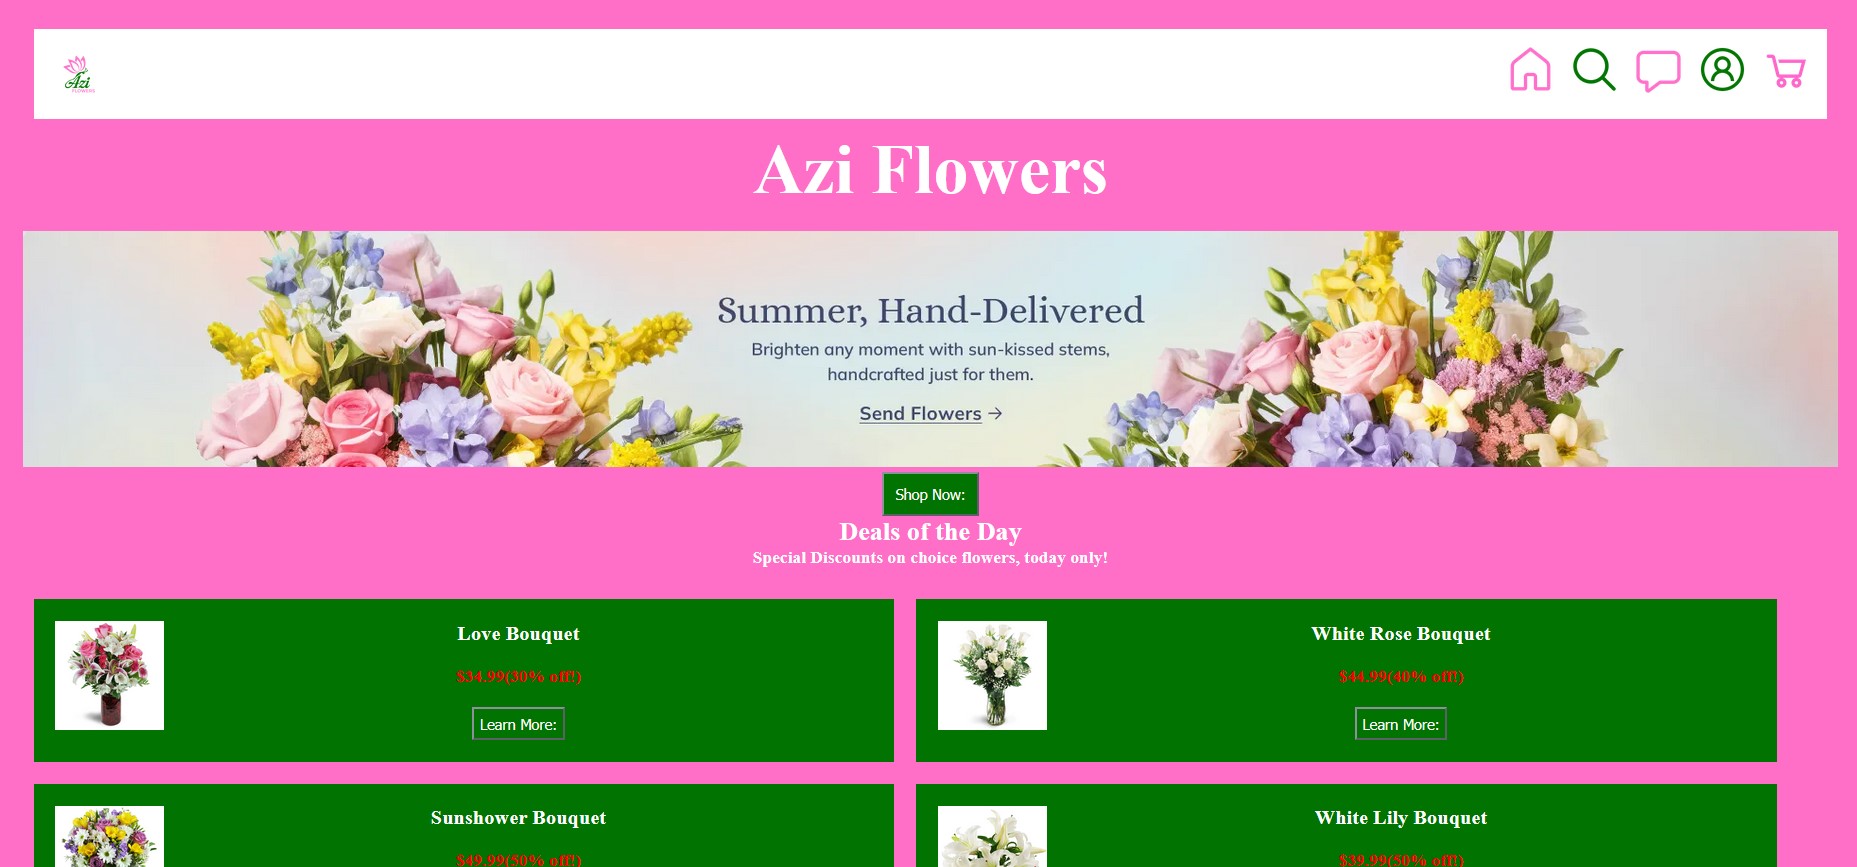 Azi
FLOWERS
Azi Flowers
Summer, Hand-Delivered
Brighten any moment with sun-kissed stems,
handcrafted just for them.
Send Flowers →
Shop Now:
Deals of the Day
Special Discounts on choice flowers, today only!
Love Bouquet
$34.99(30% off!)
Learn More:
White Rose Bouquet
$44.99(40% off!)
Learn More:
Sunshower Bouquet
$49.99(50% off!)
White Lily Bouquet
$39.99(50% off!)